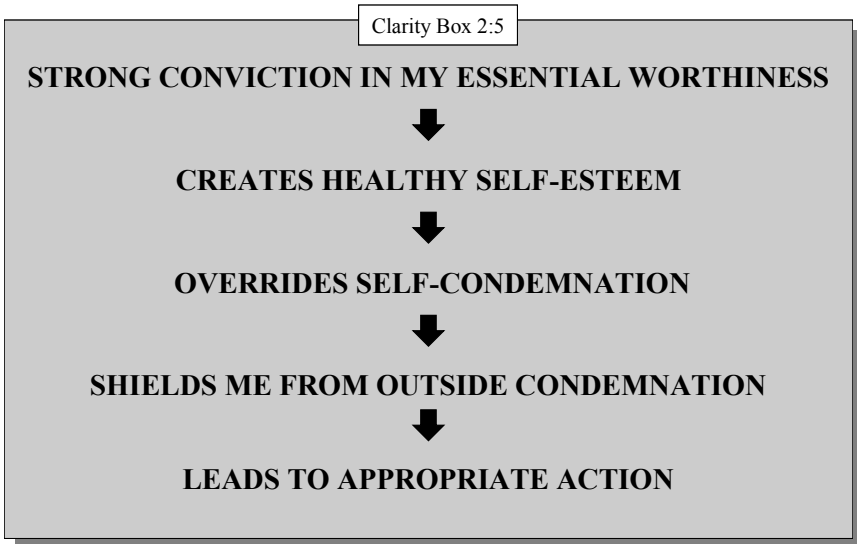 Clarity Box 2:5
STRONG CONVICTION IN MY ESSENTIAL WORTHINESS
CREATES HEALTHY SELF-ESTEEM
OVERRIDES SELF-CONDEMNATION
SHIELDS ME FROM OUTSIDE CONDEMNATION
LEADS TO APPROPRIATE ACTION